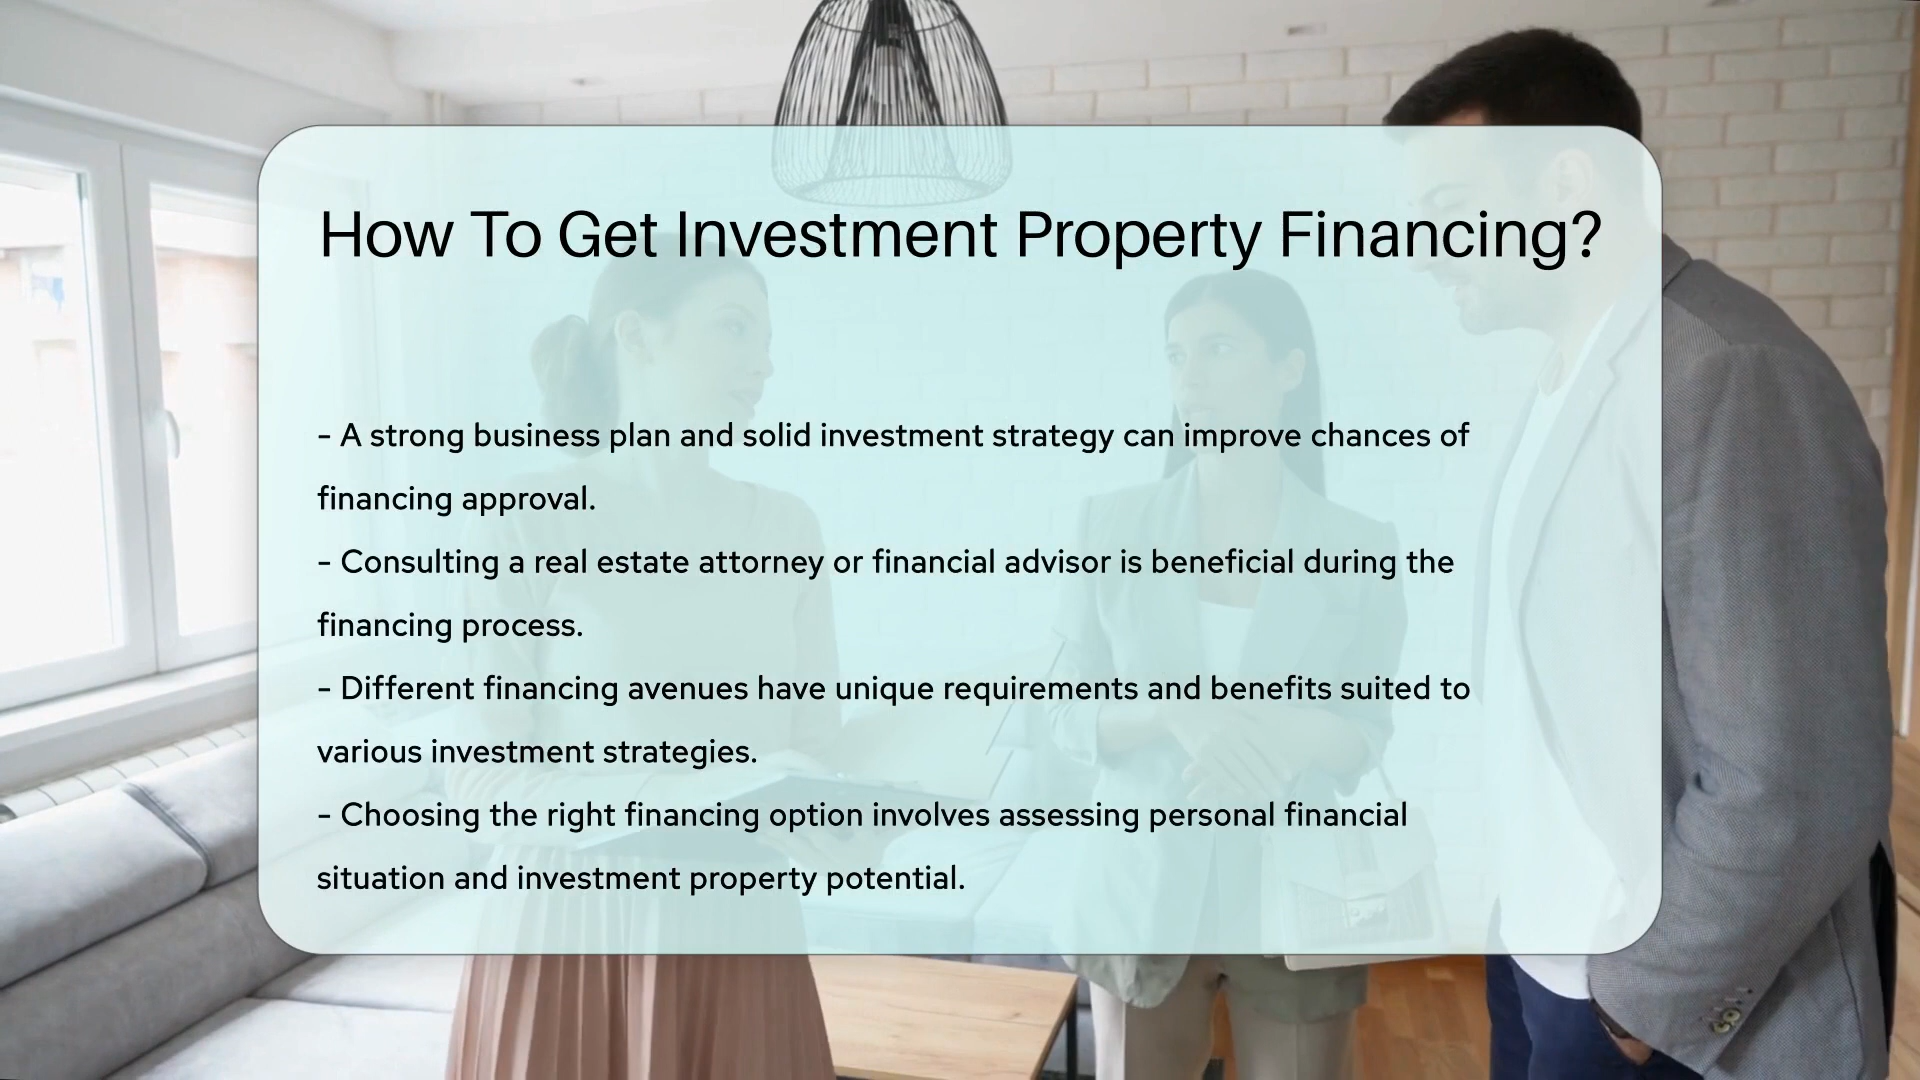 How To Get Investment Property Financing?
- A strong business plan and solid investment strategy can improve chances of
financing approval.
- Consulting a real estate attorney or financial advisor is beneficial during the
financing process.
- Different financing avenues have unique requirements and benefits suited to
various investment strategies.
- Choosing the right financing option involves assessing personal financial
situation and investment property potential.